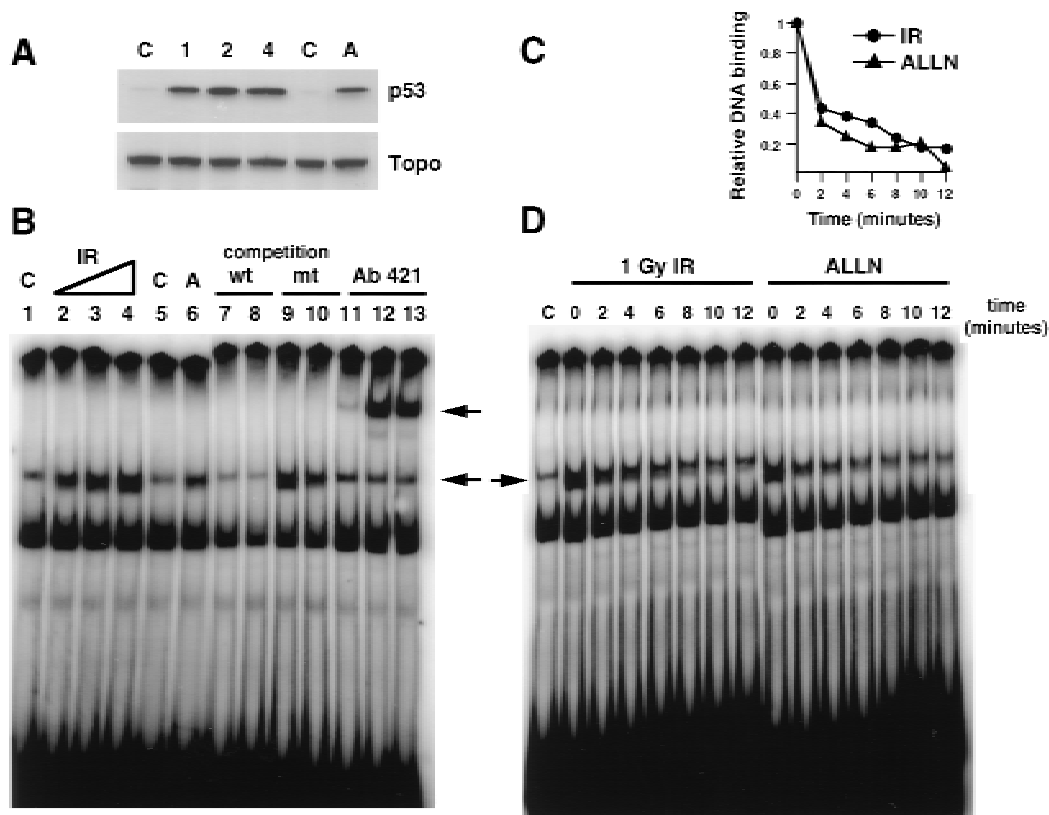 A
C 1 2 4 C A
p53
Topo
B
IR
competition
C C A wt mt Ab 421
1 2 3 4 5 6 7 8 9 10 11 12 13
C
Relative DNA binding
1
0.8
0.6
0.4
0.2
0 2 4 6 8 10 12
Time (minutes)
IR
ALLN
D
1 Gy IR ALLN
C 0 2 4 6 8 10 12 0 2 4 6 8 10 12
time
(minutes)